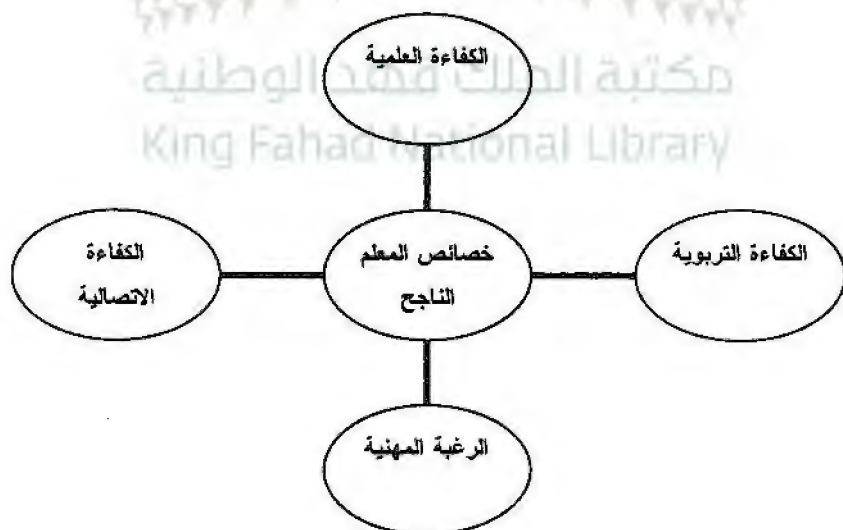 الكفاءة العلمية
مكتبة الملك فهد الوطنية
King Fahad National Library
الكفاءة التربوية
خصائص المعلم
الناجح
الكفاءة
الاتصالية
الرغبة المهنية